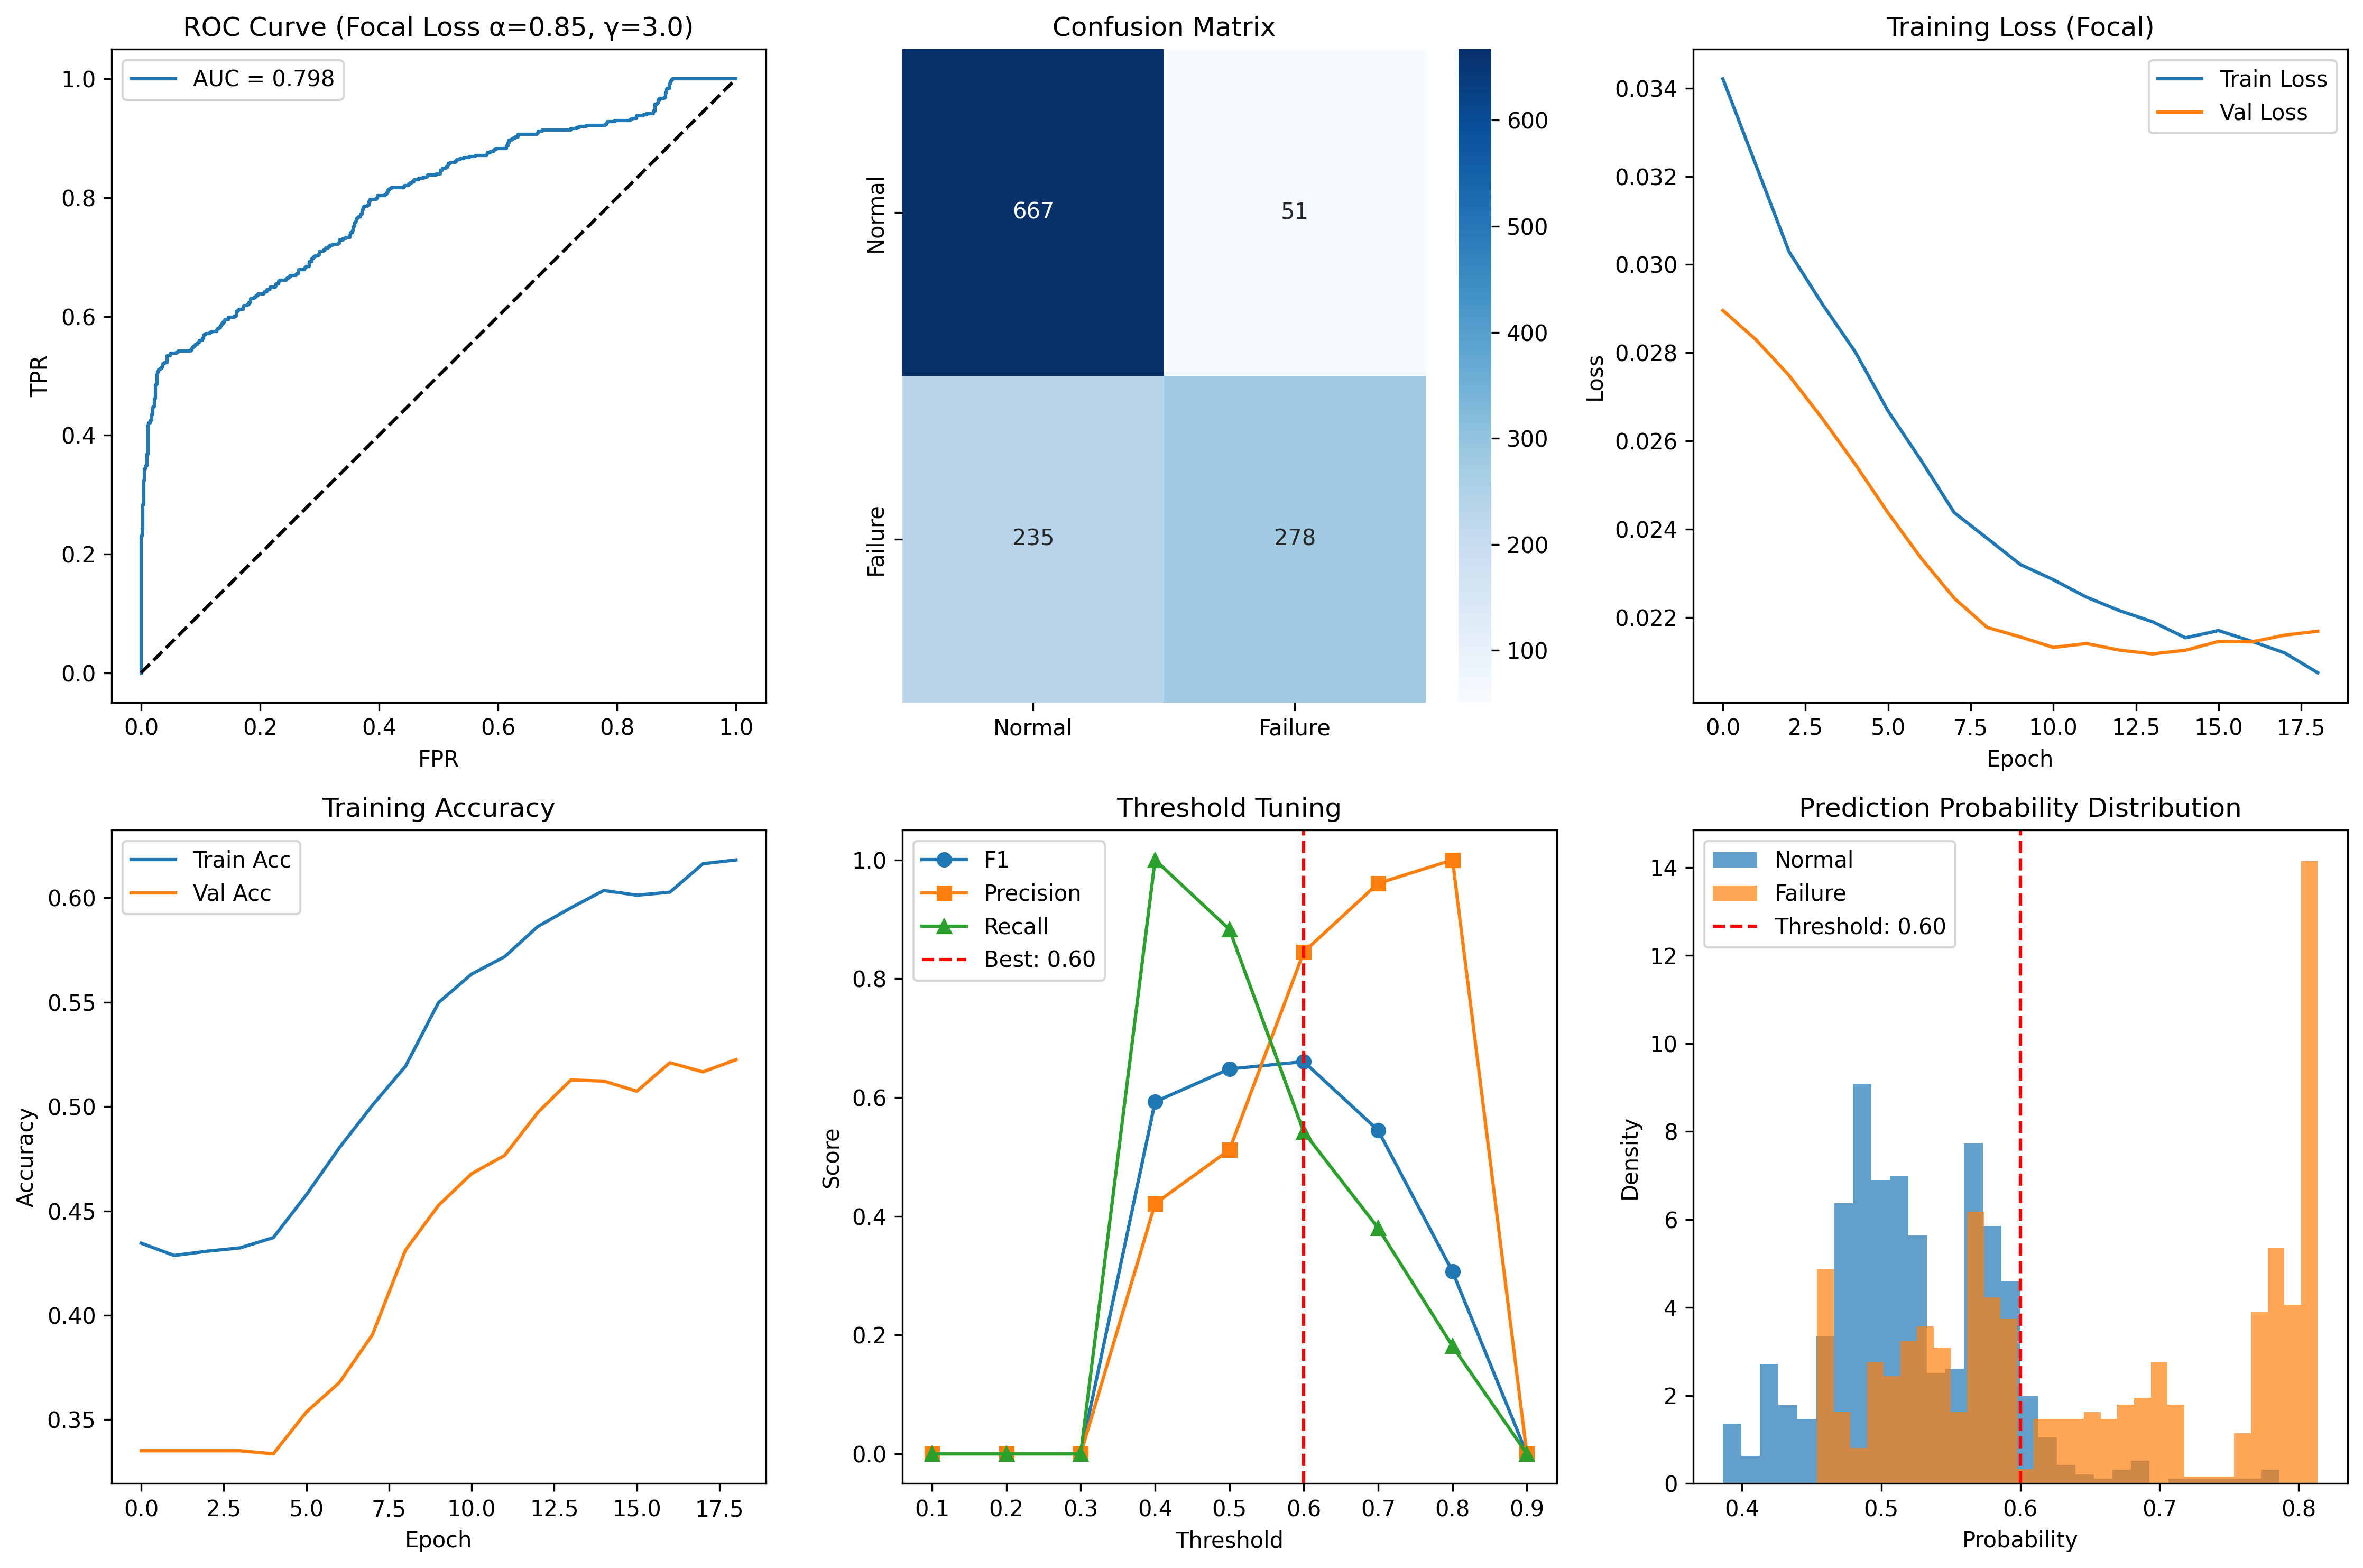 ROC Curve (Focal Loss α=0.85, γ=3.0)
AUC = 0.798
1.0
0.8
0.6
0.4
0.2
0.0
TPR
0.0 0.2 0.4 0.6 0.8 1.0
FPR
Confusion Matrix
Normal
Failure
667 51
235 278
Normal Failure
600
500
400
300
200
100
Training Loss (Focal)
Train Loss
Val Loss
0.034
0.032
0.030
0.028
0.026
0.024
0.022
Loss
0.0 2.5 5.0 7.5 10.0 12.5 15.0 17.5
Epoch
Training Accuracy
Train Acc
Val Acc
0.60
0.55
0.50
0.45
0.40
0.35
Accuracy
0.0 2.5 5.0 7.5 10.0 12.5 15.0 17.5
Epoch
Threshold Tuning
F1
Precision
Recall
Best: 0.60
1.0
0.8
0.6
0.4
0.2
0.0
Score
0.1 0.2 0.3 0.4 0.5 0.6 0.7 0.8 0.9
Threshold
Prediction Probability Distribution
Normal
Failure
Threshold: 0.60
14
12
10
8
6
4
2
0
Density
0.4 0.5 0.6 0.7 0.8
Probability